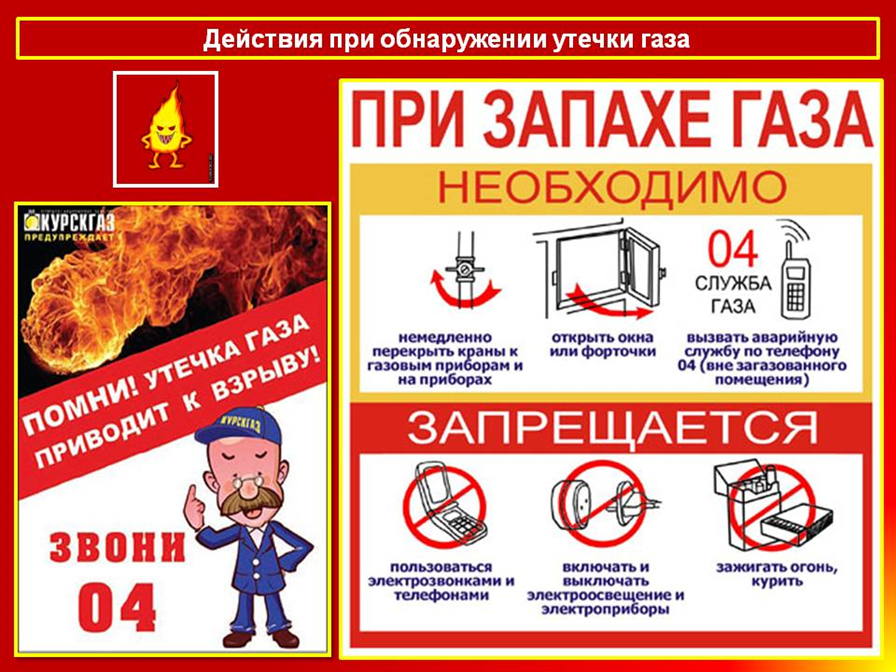 Действия при обнаружении утечки газа
КУРСКГАЗ
ПРЕДУПРЕЖДАЕТ
ПОМНИ! УТЕЧКА ГАЗА
ПРИВОДИТ К ВЗРЫВУ!
КУРСКГАЗ
ЗВОНИ
04
ПРИ ЗАПАХЕ ГАЗА
НЕОБХОДИМО
04
СЛУЖБА
ГАЗА
немедленно
перекрыть краны к
газовым приборам и
на приборах
открыть окна
или форточки
вызвать аварийную
службу по телефону
04 (вне загазованного
помещения)
ЗАПРЕЩАЕТСЯ
пользоваться
электрозвонками и
телефонами
включать и
выключать
электроосвещение и
электроприборы
зажигать огонь,
курить